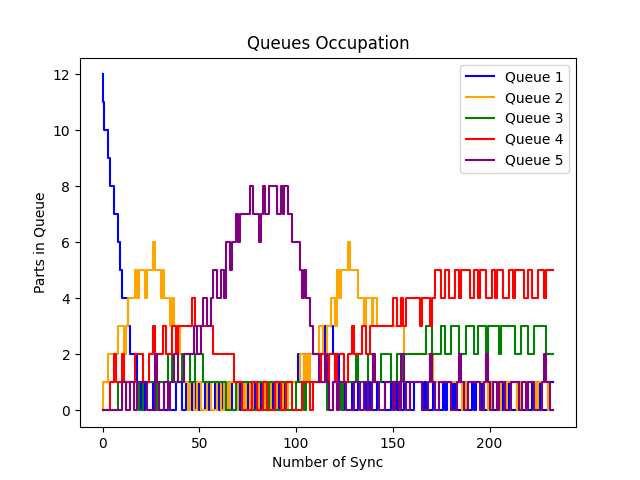 Queues Occupation
Queue 1
Queue 2
Queue 3
Queue 4
Queue 5
Parts in Queue
12
10
8
6
4
2
0
0 50 100 150 200
Number of Sync